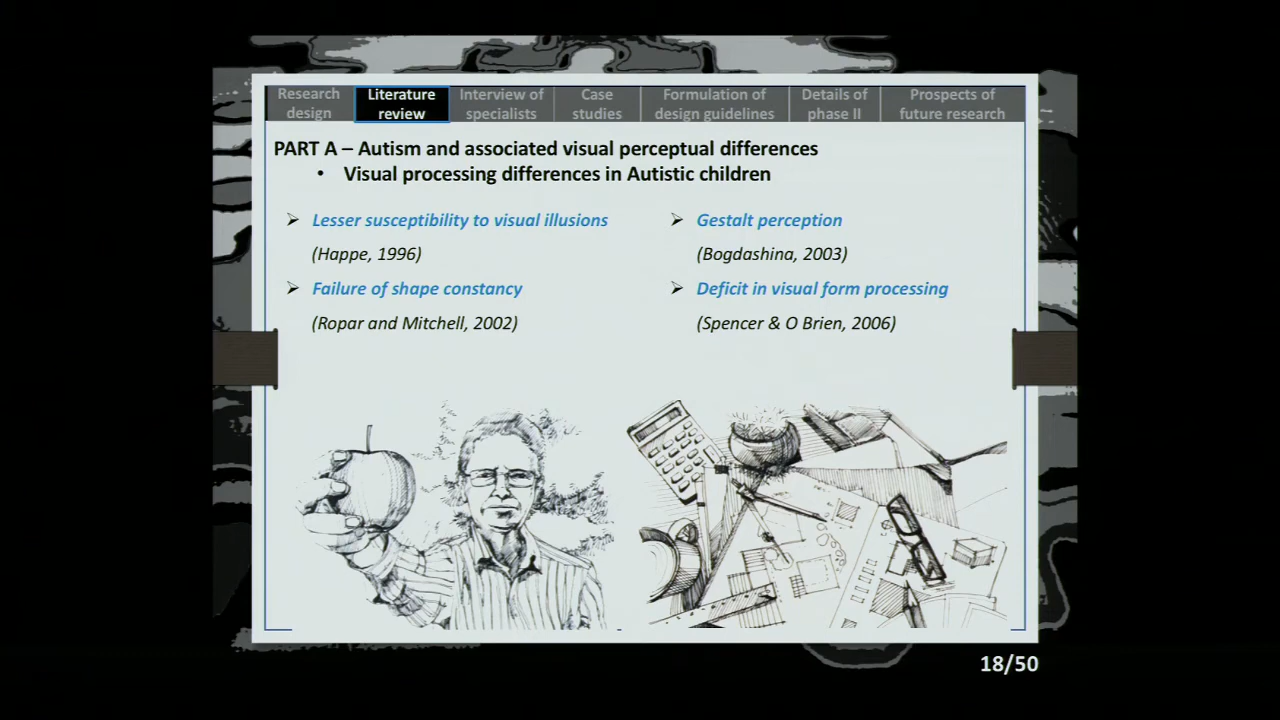 Research design
Literature review
Interview of specialists
Case studies
Formulation of design guidelines
Details of phase II
Prospects of future research
PART A – Autism and associated visual perceptual differences
• Visual processing differences in Autistic children
➢ Lesser susceptibility to visual illusions
(Happe, 1996)
➢ Failure of shape constancy
(Ropar and Mitchell, 2002)
➢ Gestalt perception
(Bogdashina, 2003)
➢ Deficit in visual form processing
(Spencer & O Brien, 2006)
18/50